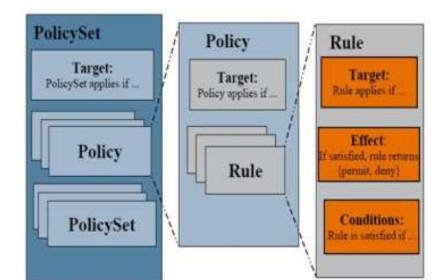 PolicySet
Target:
PolicySet applies if ...
Policy
PolicySet
Policy
Target:
Policy applies if ...
Rule
Rule
Target:
Rule applies if ...
Effect:
If satisfied, rule returns
{permit, deny}
Conditions:
Rule is satisfied if ...